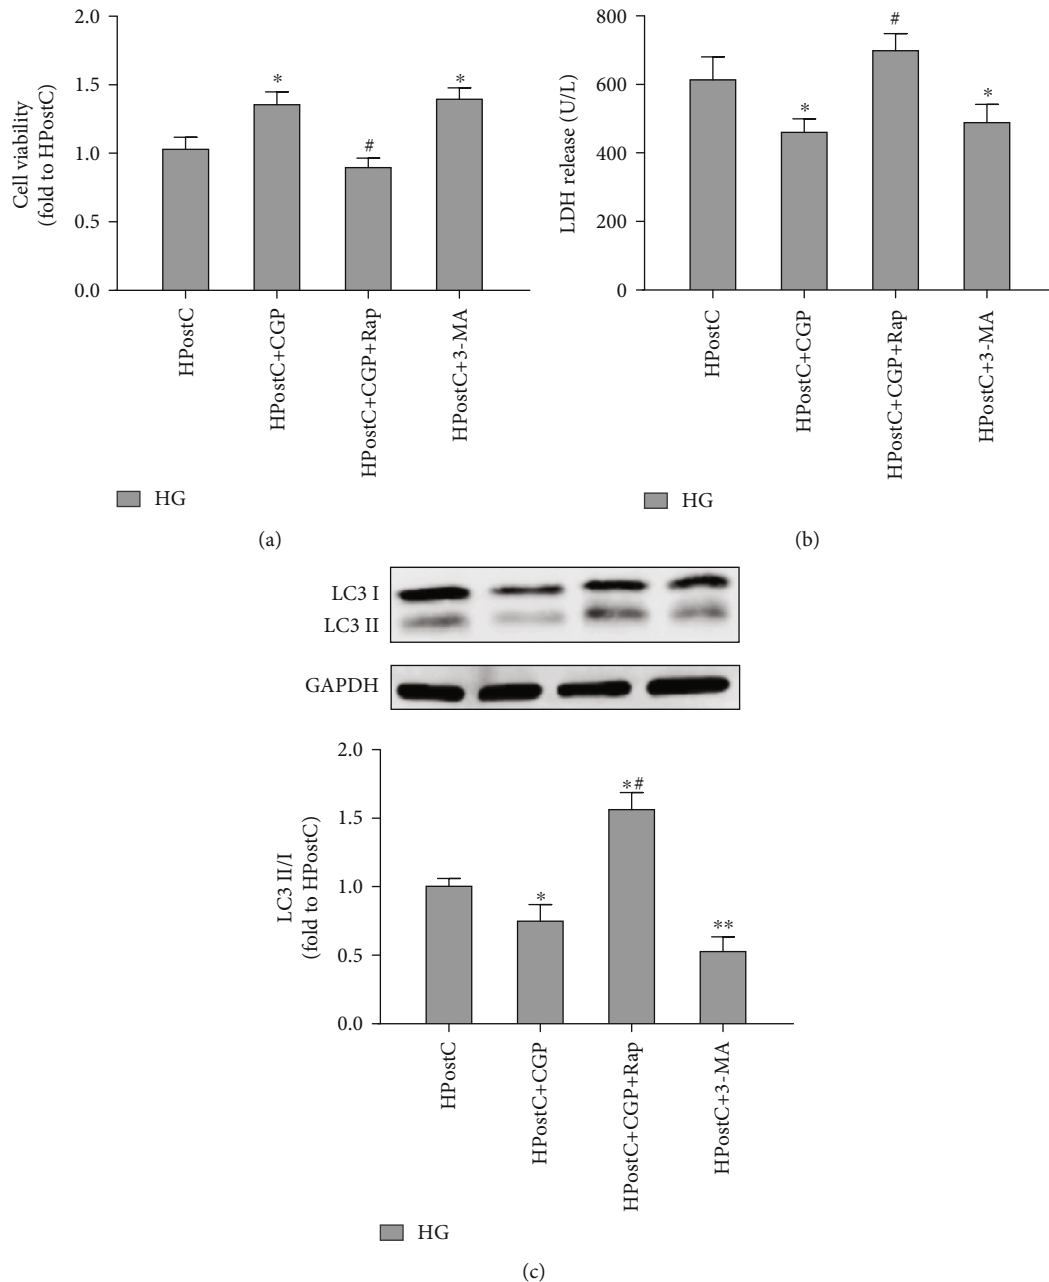 2.0
1.5
1.0
0.5
0.0
Cell viability
(fold to HPostC)
*
#
*
HPostC
HPostC+CGP
HPostC+CGP+Rap
HPostC+3-MA
HG
(a)
800
600
400
200
0
LDH release (U/L)
*
#
*
HPostC
HPostC+CGP
HPostC+CGP+Rap
HPostC+3-MA
HG
(b)
LC3 I
LC3 II
GAPDH
2.0
1.5
1.0
0.5
0.0
LC3 II/I
(fold to HPostC)
*
*#
**
HPostC
HPostC+CGP
HPostC+CGP+Rap
HPostC+3-MA
HG
(c)